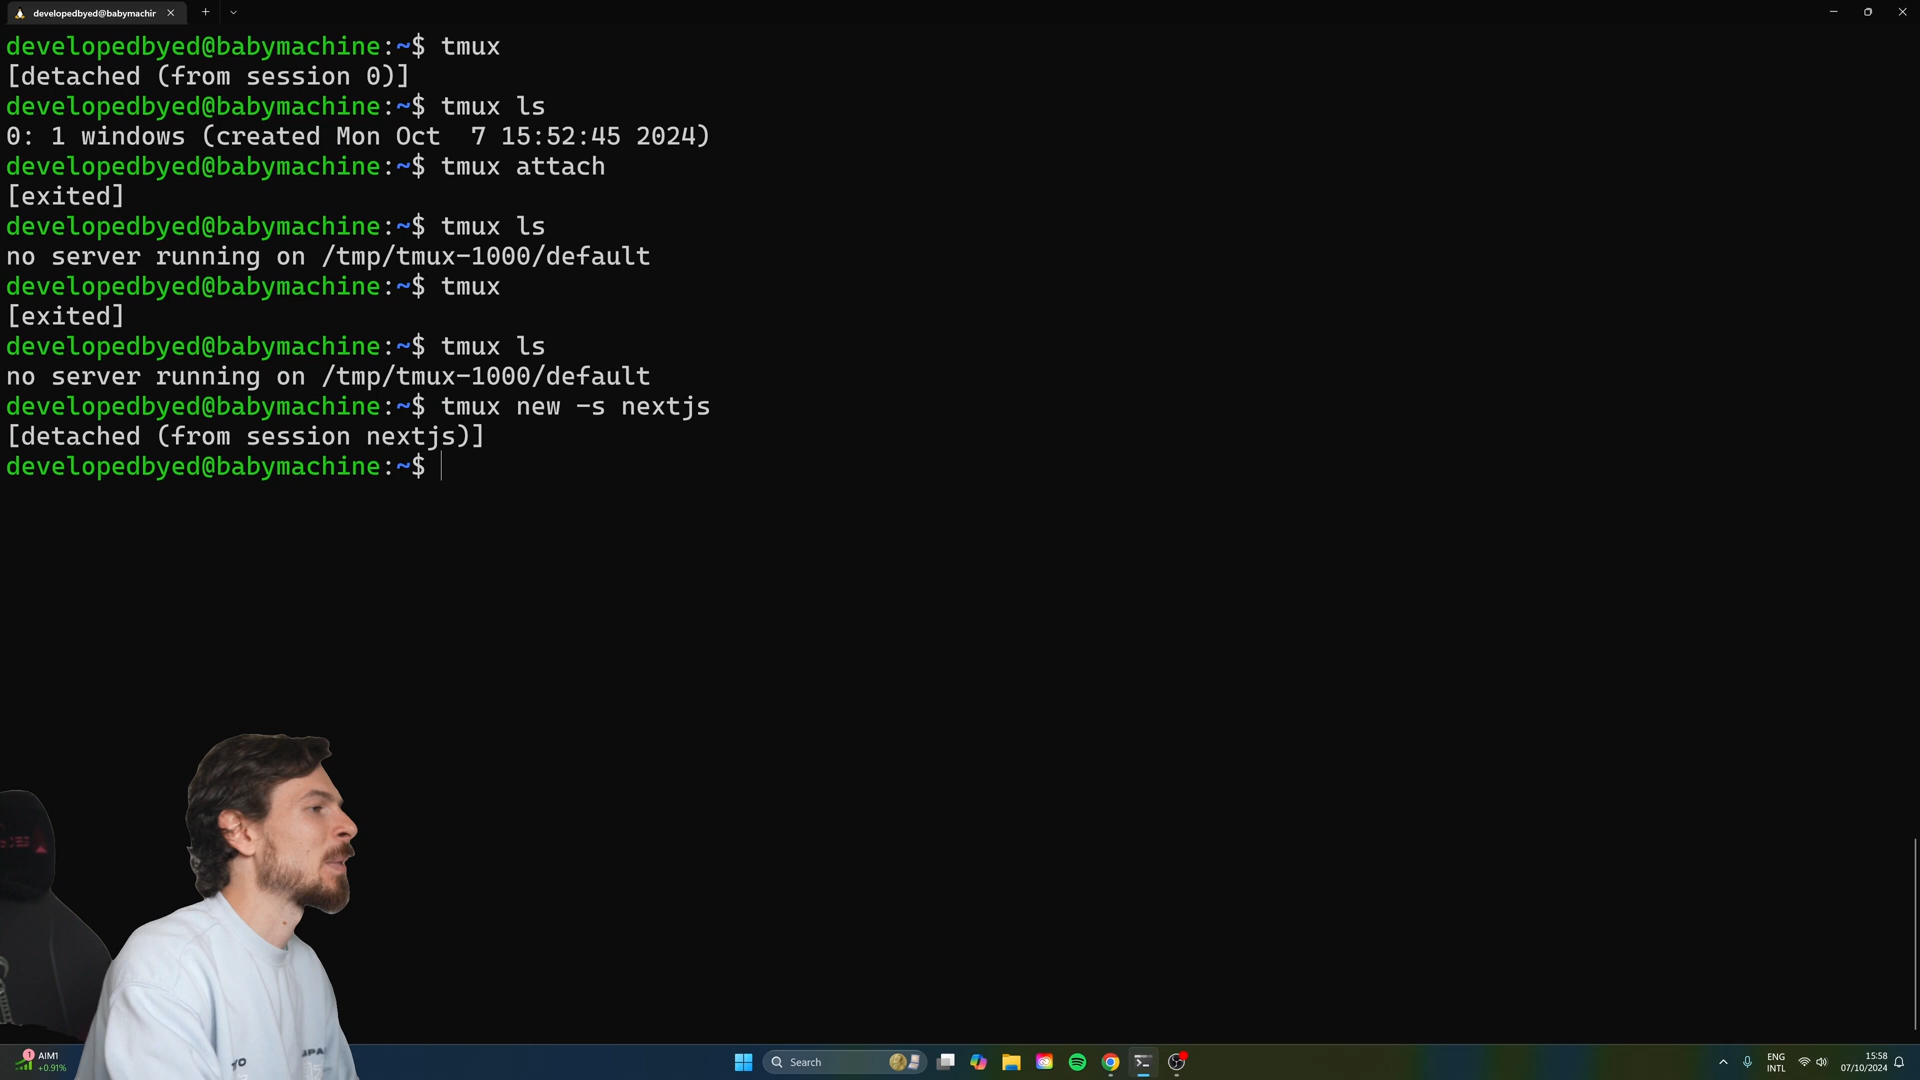 developedbyed@babymachir
developedbyed@babymachine:~$ tmux
[detached (from session 0)]
developedbyed@babymachine:~$ tmux ls
0: 1 windows (created Mon Oct  7 15:52:45 2024)
developedbyed@babymachine:~$ tmux attach
[exited]
developedbyed@babymachine:~$ tmux ls
no server running on /tmp/tmux-1000/default
developedbyed@babymachine:~$ tmux
[exited]
developedbyed@babymachine:~$ tmux ls
no server running on /tmp/tmux-1000/default
developedbyed@babymachine:~$ tmux new -s nextjs
[detached (from session nextjs)]
developedbyed@babymachine:~$
1
AIM1
+0.91%
Search
ENG
INTL
15:58
07/10/2024